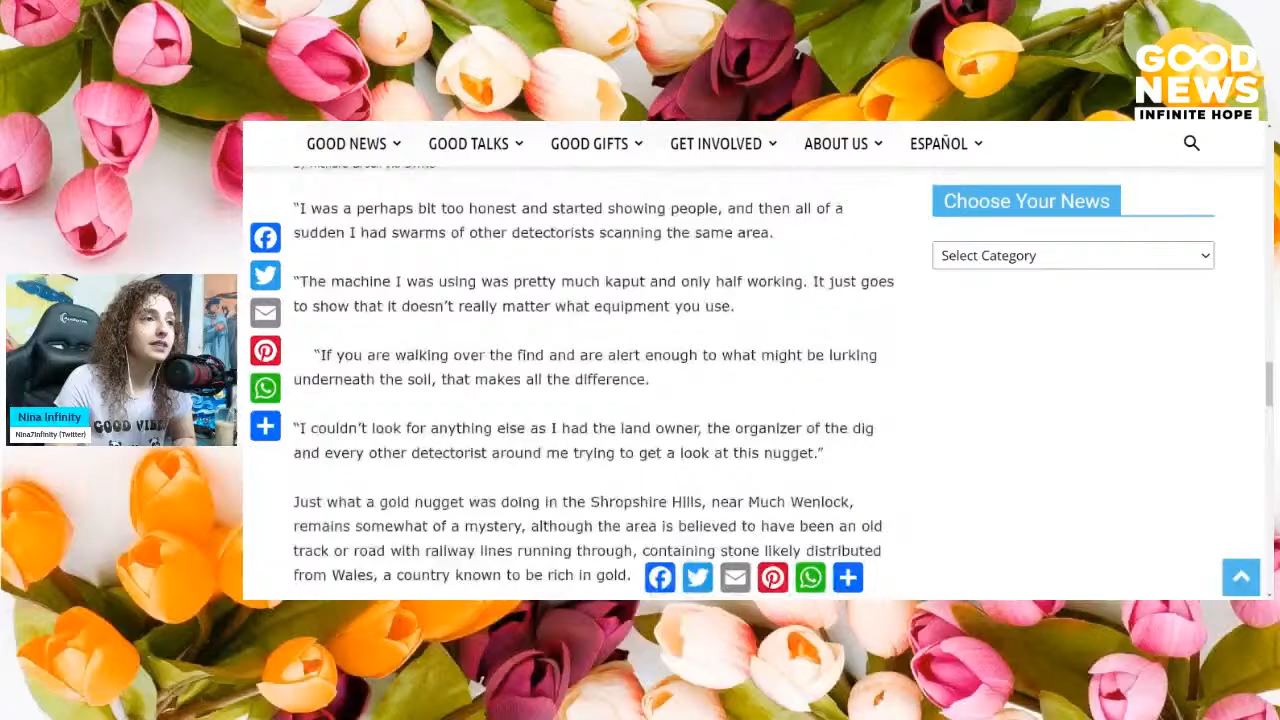 GOOD
NEWS
INFINITE HOPE
GOOD NEWS
GOOD TALKS
GOOD GIFTS
GET INVOLVED
ABOUT US
ESPAÑOL
“I was a perhaps bit too honest and started showing people, and then all of a
sudden I had swarms of other detectorists scanning the same area.
“The machine I was using was pretty much kaput and only half working. It just goes
to show that it doesn’t really matter what equipment you use.
“If you are walking over the find and are alert enough to what might be lurking
underneath the soil, that makes all the difference.
“I couldn’t look for anything else as I had the land owner, the organizer of the dig
and every other detectorist around me trying to get a look at this nugget.”
Just what a gold nugget was doing in the Shropshire Hills, near Much Wenlock,
remains somewhat of a mystery, although the area is believed to have been an old
track or road with railway lines running through, containing stone likely distributed
from Wales, a country known to be rich in gold.
Choose Your News
Select Category
GOOD VIBES
Nina Infinity
Nina7Infinity (Twitter)